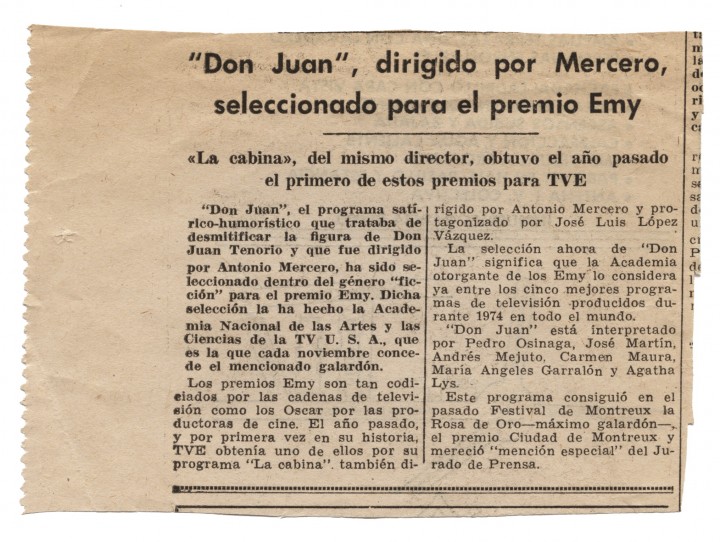 "Don Juan", dirigido por Mercero,
seleccionado para el premio Emy
«La cabina», del mismo director, obtuvo el año pasado
el primero de estos premios para TVE
"Don Juan", el programa satí-
rico-humorístico que trataba de
desmitificar la figura de Don
Juan Tenorio y que fue dirigido
por Antonio Mercero, ha sido se-
leccionado dentro del género "fic-
ción" para el premio Emy. Dicha
selección la ha hecho la Acade-
mia Nacional de las Artes y las
Ciencias de la TV U. S. A., que
es la que cada noviembre conce-
de el mencionado galardón.
Los premios Emy son tan codi-
ciados por las cadenas de televi-
sión como los Oscar por las pro-
ductoras de cine. El año pasado,
y por primera vez en su historia,
TVE obtenía uno de ellos por su
programa "La cabina". también di-
rigido por Antonio Mercero y pro-
tagonizado por José Luis López
Vázquez.
La selección ahora de "Don
Juan" significa que la Academia
otorgante de los Emy lo considera
ya entre los cinco mejores progra-
mas de televisión producidos du-
rante 1974 en todo el mundo.
"Don Juan" está interpretado
por Pedro Osinaga, José Martín,
Andrés Mejuto, Carmen Maura,
María Angeles Garralón y Agatha
Lys.
Este programa consiguió en el
pasado Festival de Montreux la
Rosa de Oro—máximo galardón—,
el premio Ciudad de Montreux y
mereció "mención especial" del Ju-
rado de Prensa.